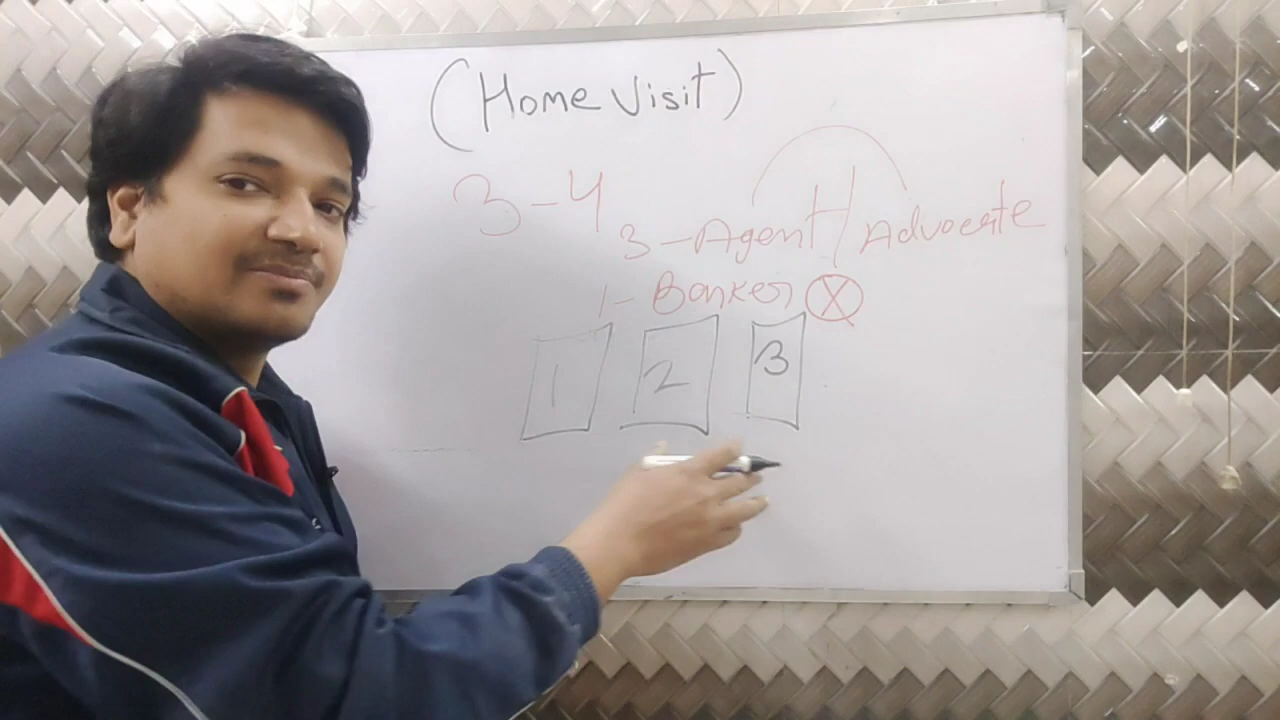 (Home Visit)
3-4
3-Agent/Advocate
1-Banker X
1 2 3